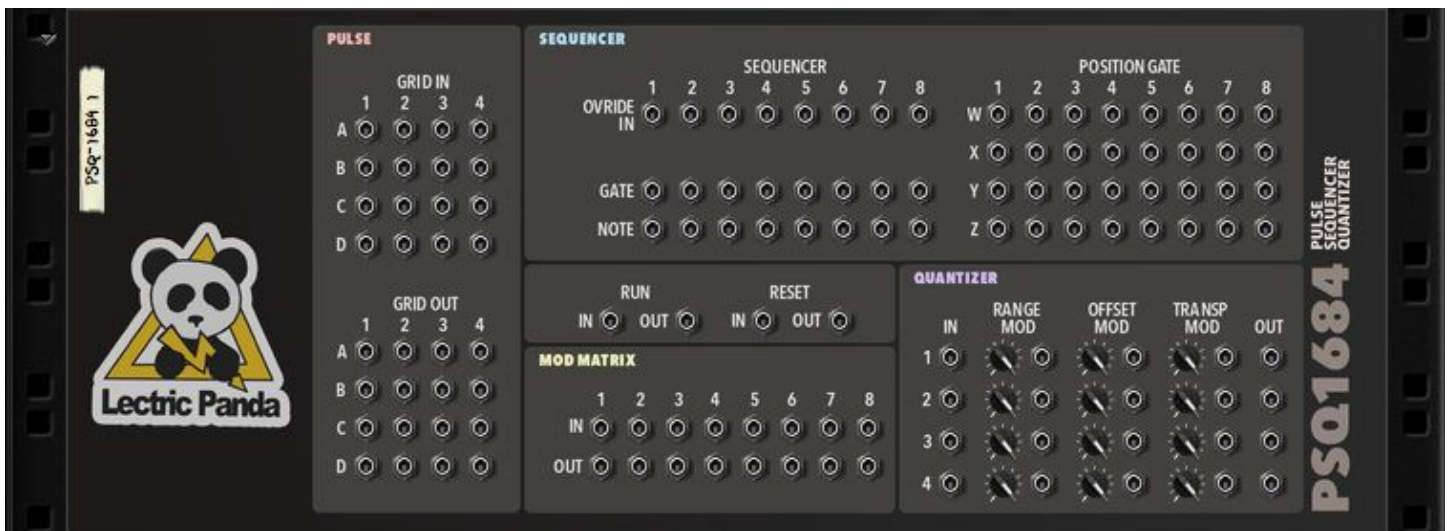 PSQ-1684 1
Lectric Panda
PULSE
GRID IN
1 2 3 4
A
B
C
D
GRID OUT
1 2 3 4
A
B
C
D
SEQUENCER
SEQUENCER
1 2 3 4 5 6 7 8
OVRIDE
IN
GATE
NOTE
POSITION GATE
1 2 3 4 5 6 7 8
W
X
Y
Z
RUN
IN OUT
RESET
IN OUT
MOD MATRIX
1 2 3 4 5 6 7 8
IN
OUT
QUANTIZER
IN
RANGE
MOD
OFFSET
MOD
TRANSP
MOD
OUT
1
2
3
4
PSQ1684
PULSE
SEQUENCER
QUANTIZER